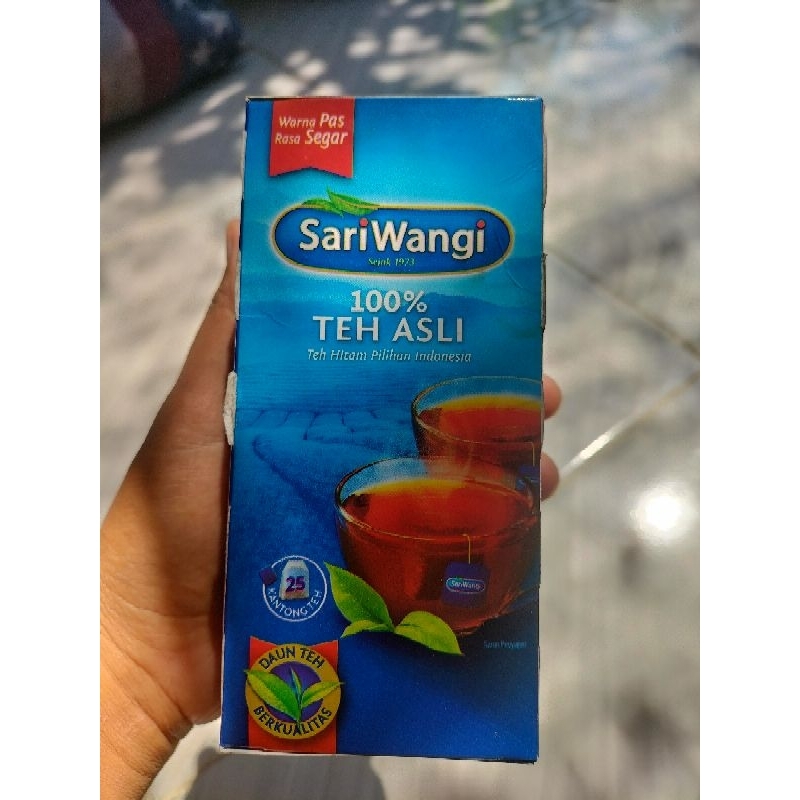 Warna Pas
Rasa Segar
SariWangi
Sejak 1973
100%
TEH ASLI
Teh Hitam Pilihan Indonesia
SariWangi
25
KANTONG TEH
Saran Penyajian
DAUN TEH
BERKUALITAS